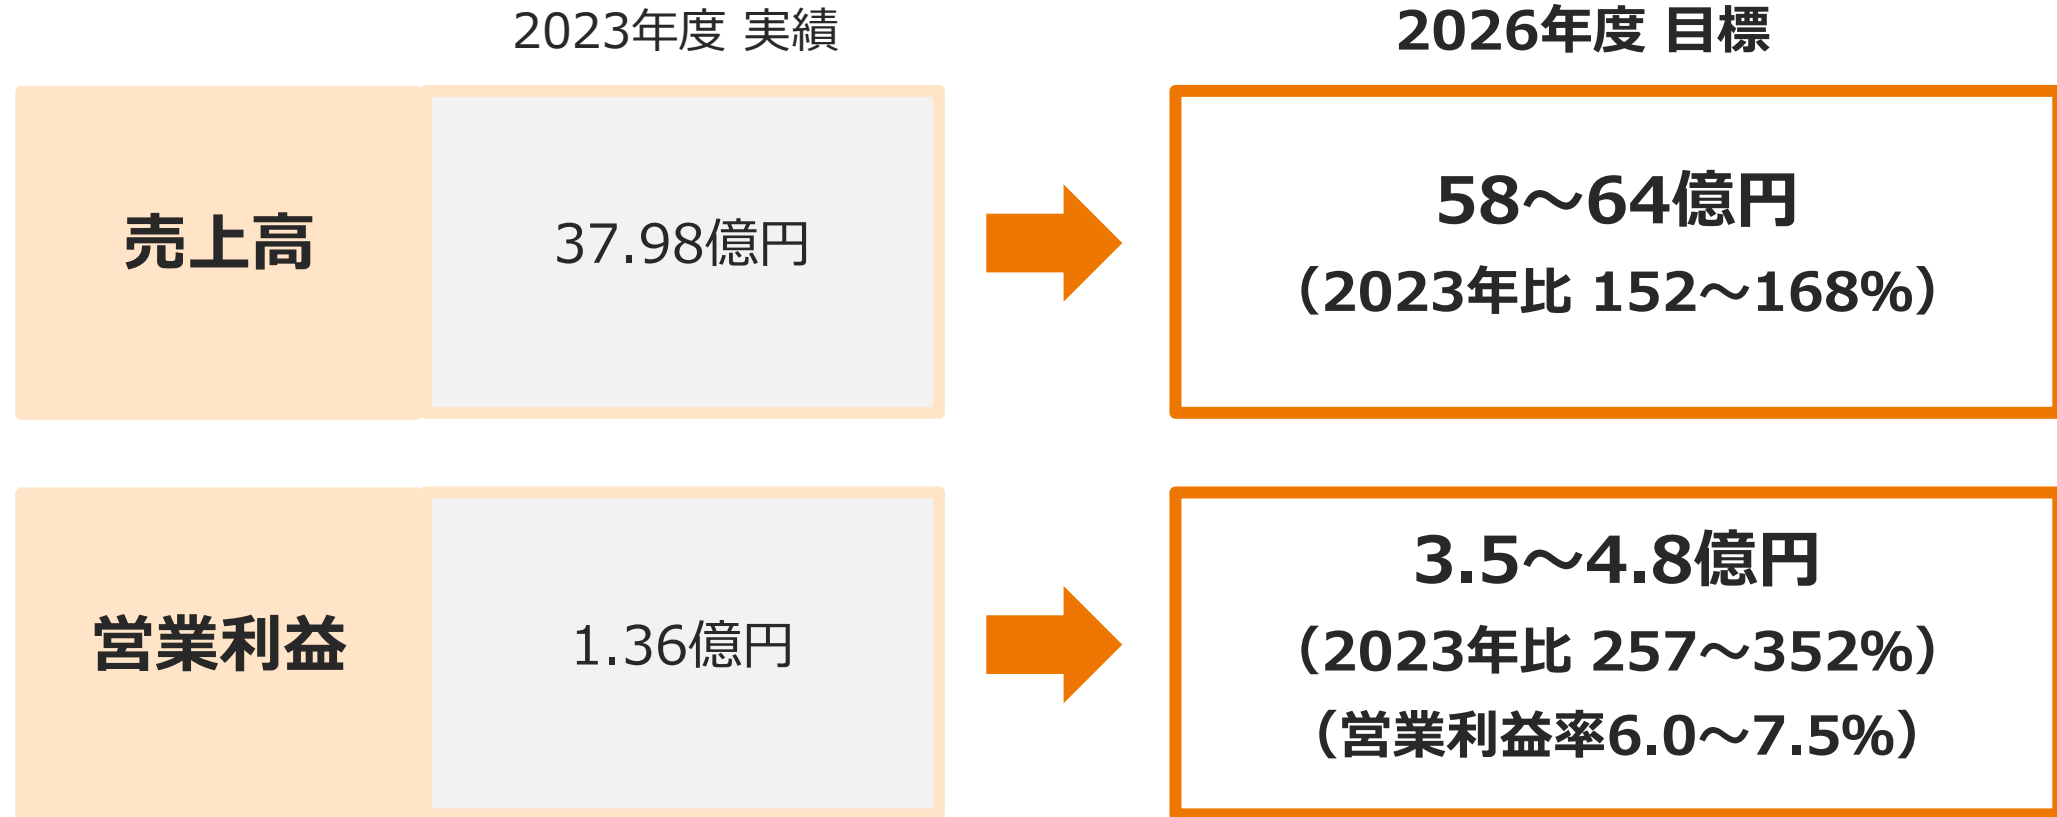 2023年度 実績
2026年度 目標
売上高
37.98億円
58～64億円
（2023年比 152～168%）
営業利益
1.36億円
3.5～4.8億円
（2023年比 257～352%）
（営業利益率6.0～7.5%）